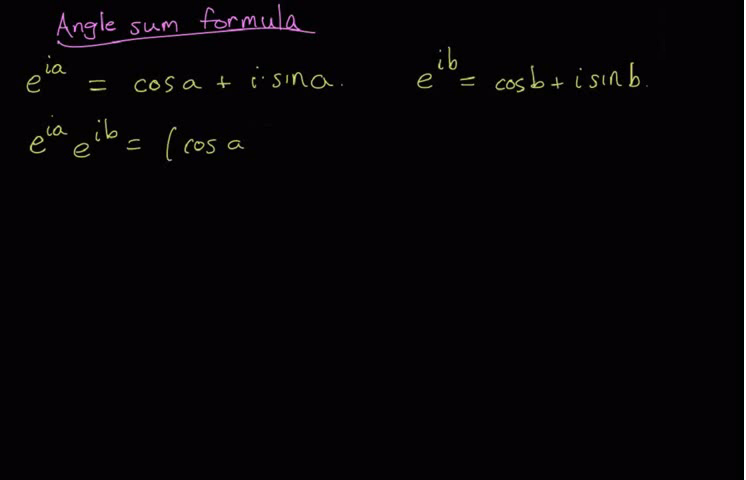 Angle sum formula
e^{ia} = cos a + i·sin a.
e^{ib} = cos b + i sin b.
e^{ia} e^{ib} = (cos a